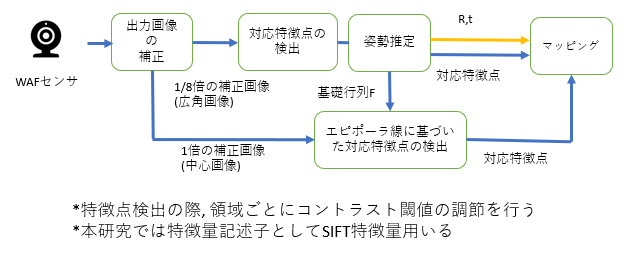 WAFセンサ
出力画像
の
補正
対応特徴点の
検出
姿勢推定
R,t
マッピング
対応特徴点
1/8倍の補正画像
(広角画像)
基礎行列F
エピポーラ線に基づい
た対応特徴点の検出
1倍の補正画像
(中心画像)
対応特徴点
*特徴点検出の際, 領域ごとにコントラスト閾値の調節を行う
*本研究では特徴量記述子としてSIFT特徴量用いる